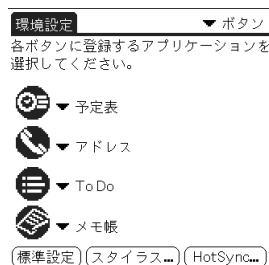 環境設定 ▼ ボタン
各ボタンに登録するアプリケーションを
選択してください。
▼ 予定表
▼ アドレス
▼ ToDo
▼ メモ帳
標準設定 スタイラス... HotSync...